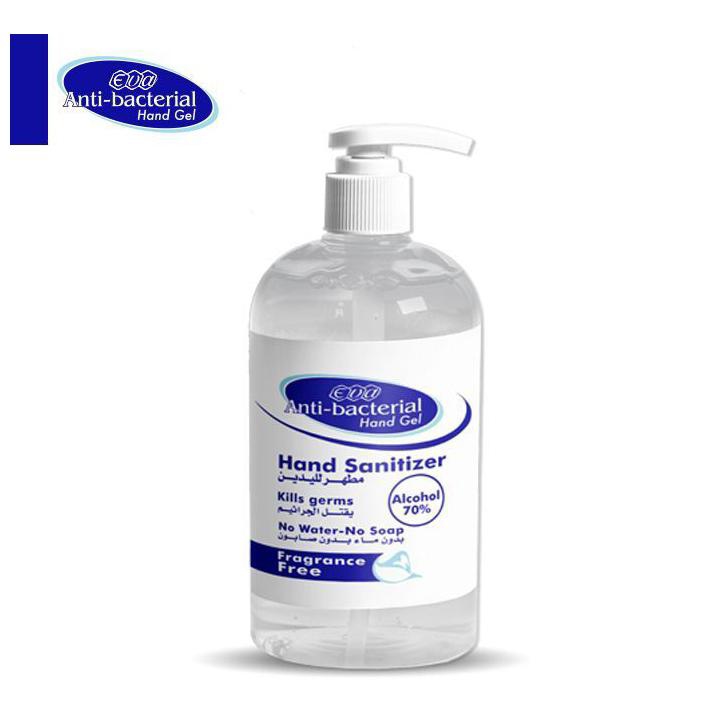 Eva
Anti-bacterial
Hand Gel
Eva
Anti-bacterial
Hand Gel
Hand Sanitizer
مطهر لليدين
Kills germs
يقتل الجراثيم
Alcohol
70%
No Water-No Soap
بدون ماء بدون صابون
Fragrance
Free